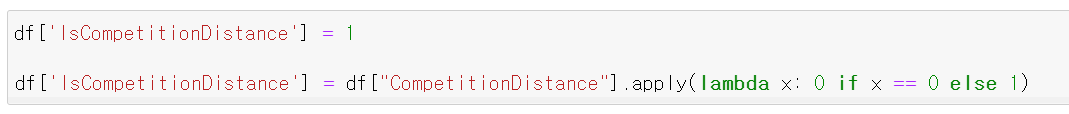 df['IsCompetitionDistance'] = 1
df['IsCompetitionDistance'] = df["CompetitionDistance"].apply(lambda x: 0 if x == 0 else 1)